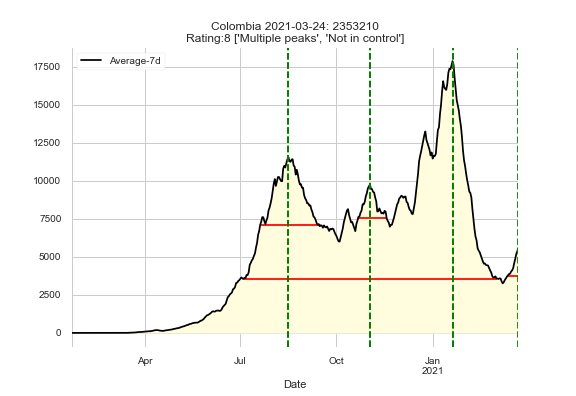 Colombia 2021-03-24: 2353210
Rating:8 ['Multiple peaks', 'Not in control']
Average-7d
17500
15000
12500
10000
7500
5000
2500
0
Apr
Jul
Oct
Jan
2021
Date